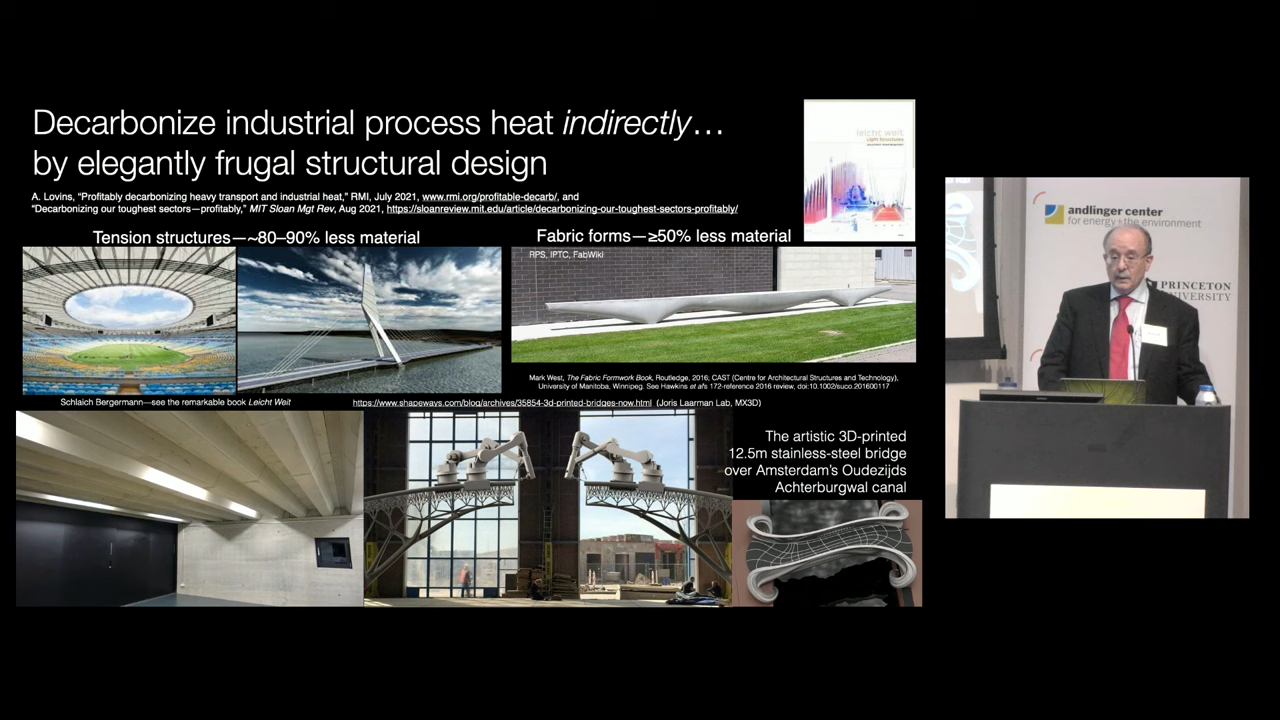 Decarbonize industrial process heat indirectly…
by elegantly frugal structural design
A. Lovins, “Profitably decarbonizing heavy transport and industrial heat,” RMI, July 2021, www.rmi.org/profitable-decarb/, and
“Decarbonizing our toughest sectors—profitably,” MIT Sloan Mgt Rev, Aug 2021, https://sloanreview.mit.edu/article/decarbonizing-our-toughest-sectors-profitably/
leicht weit
Light Structures
Tension structures—~80–90% less material
Fabric forms—≥50% less material
RPS, IPTC, FabWiki
Mark West, The Fabric Formwork Book, Routledge, 2016; CAST (Centre for Architectural Structures and Technology),
University of Manitoba, Winnipeg. See Hawkins et al's 172-reference 2016 review, doi:10.1002/suco.201600117
Schlaich Bergermann—see the remarkable book Leicht Weit
https://www.shapeways.com/blog/archives/35854-3d-printed-bridges-now.html (Joris Laarman Lab, MX3D)
The artistic 3D-printed
12.5m stainless-steel bridge
over Amsterdam's Oudezijds
Achterburgwal canal
andlinger center
for energy+the environment
PRINCETON
UNIVERSITY